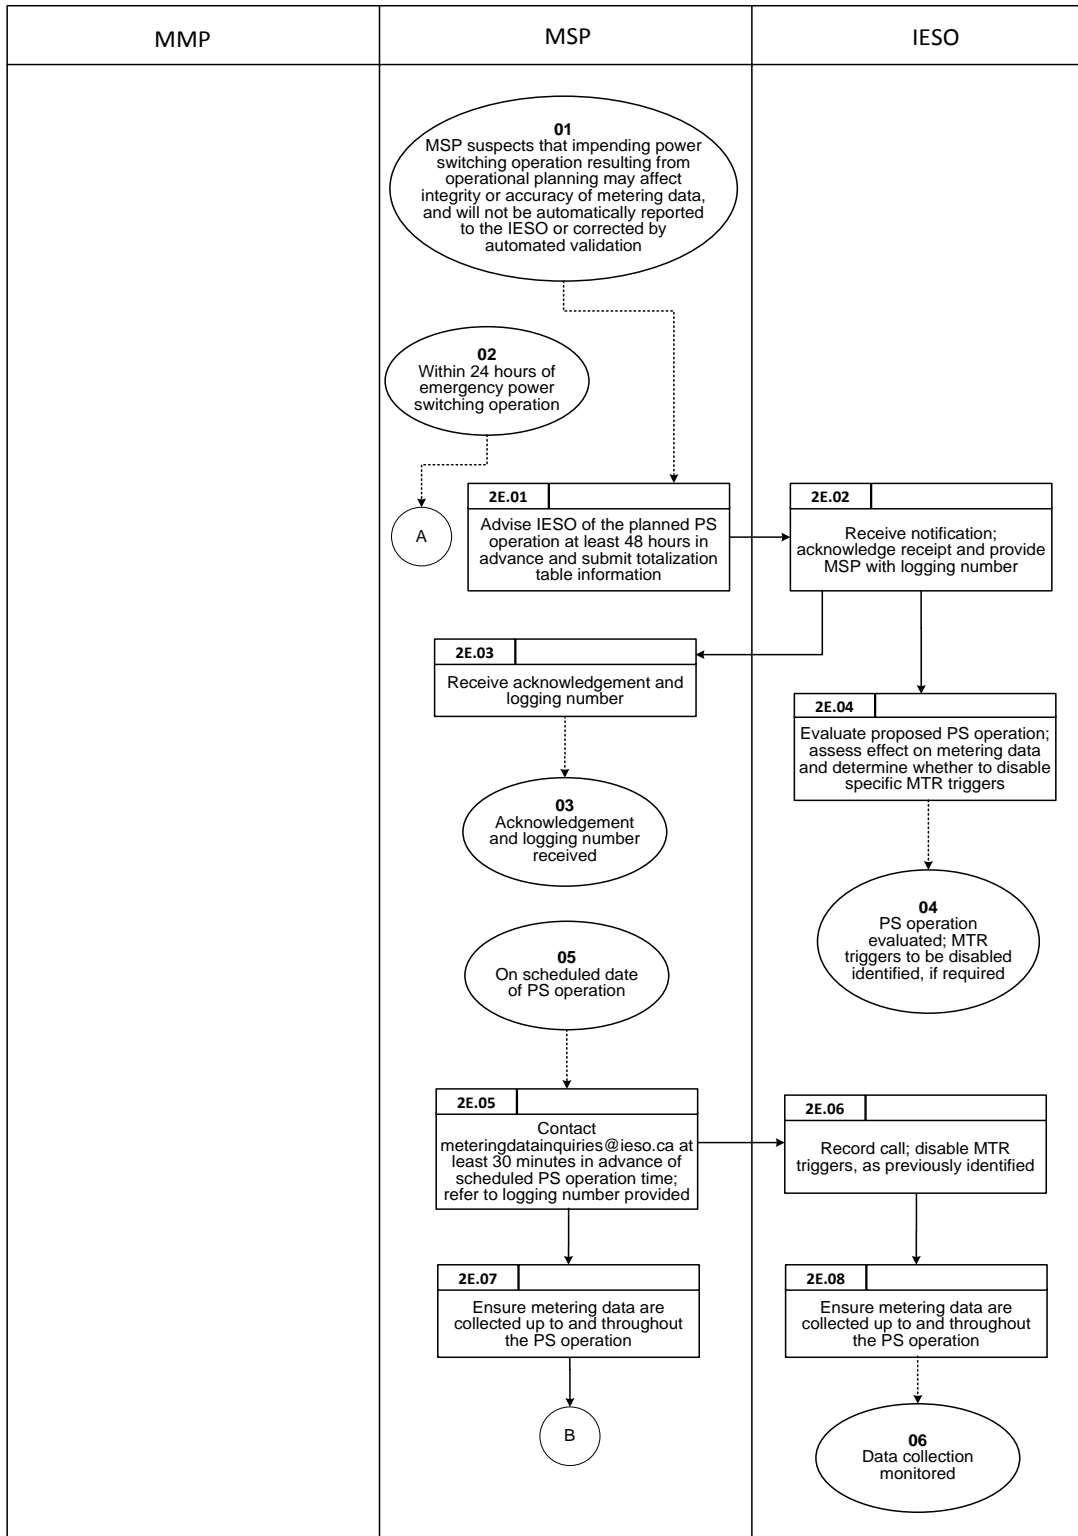 MMP
MSP
IESO
01
MSP suspects that impending power
switching operation resulting from
operational planning may affect
integrity or accuracy of metering data,
and will not be automatically reported
to the IESO or corrected by
automated validation
02
Within 24 hours of
emergency power
switching operation
A
2E.01
Advise IESO of the planned PS
operation at least 48 hours in
advance and submit totalization
table information
2E.02
Receive notification;
acknowledge receipt and provide
MSP with logging number
2E.03
Receive acknowledgement and
logging number
2E.04
Evaluate proposed PS operation;
assess effect on metering data
and determine whether to disable
specific MTR triggers
03
Acknowledgement
and logging number
received
04
PS operation
evaluated; MTR
triggers to be disabled
identified, if required
05
On scheduled date
of PS operation
2E.05
Contact
meteringdatainquiries@ieso.ca at
least 30 minutes in advance of
scheduled PS operation time;
refer to logging number provided
2E.06
Record call; disable MTR
triggers, as previously identified
2E.07
Ensure metering data are
collected up to and throughout
the PS operation
2E.08
Ensure metering data are
collected up to and throughout
the PS operation
B
06
Data collection
monitored